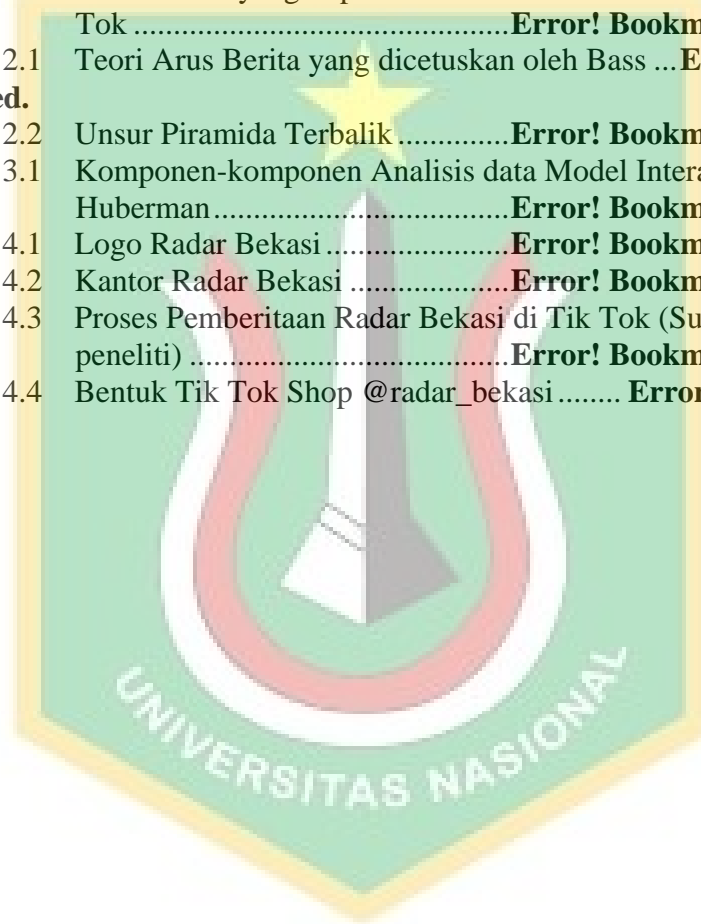 Tok .......................................Error! Bookm
2.1 Teori Arus Berita yang dicetuskan oleh Bass ...E
ed.
2.2 Unsur Piramida Terbalik..............Error! Bookm
3.1 Komponen-komponen Analisis data Model Intera
Huberman...............................Error! Bookm
4.1 Logo Radar Bekasi...................Error! Bookm
4.2 Kantor Radar Bekasi .................Error! Bookm
4.3 Proses Pemberitaan Radar Bekasi di Tik Tok (Su
peneliti) ..................................Error! Bookm
4.4 Bentuk Tik Tok Shop @radar_bekasi........ Error
UNIVERSITAS NASIONAL